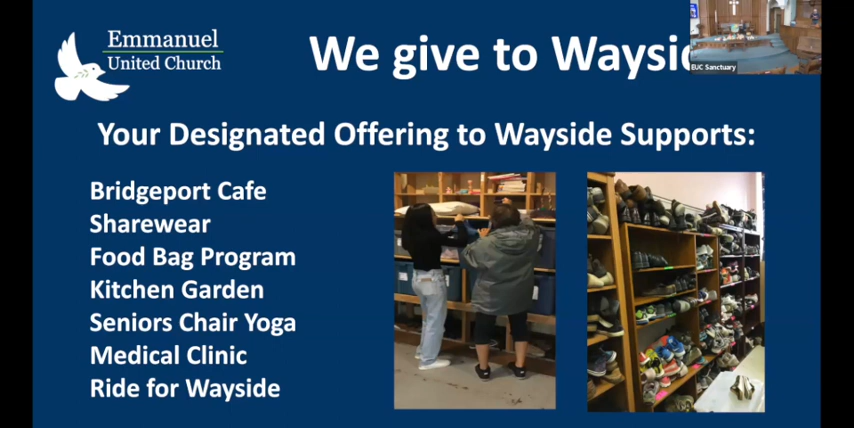 Emmanuel
United Church
We give to Waysi
EUC Sanctuary
Your Designated Offering to Wayside Supports:
Bridgeport Cafe
Sharewear
Food Bag Program
Kitchen Garden
Seniors Chair Yoga
Medical Clinic
Ride for Wayside